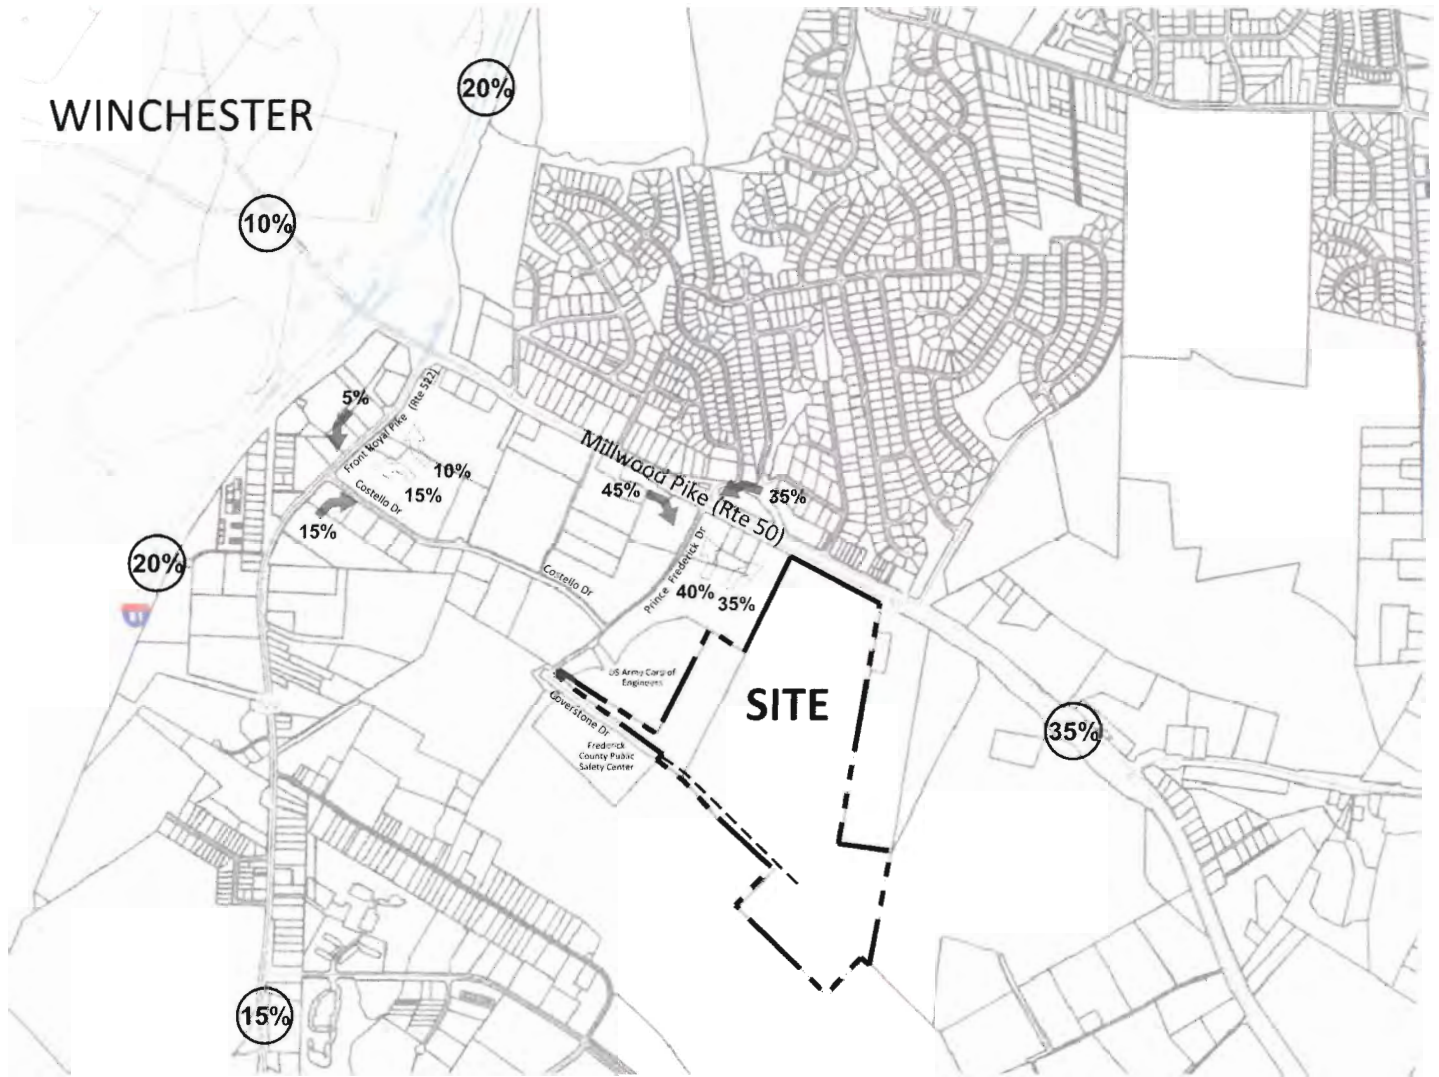 20%
WINCHESTER
10%
5%
Front Royal Pike (Rte 522)
10%
15%
Costello Dr
15%
Millwood Pike (Rte 50)
45%
35%
Prince Frederick Dr
20%
Costello Dr
40%
35%
US Army Corp of
Engineers
SITE
Coverstone Dr
Frederick
County Public
Safety Center
35%
15%